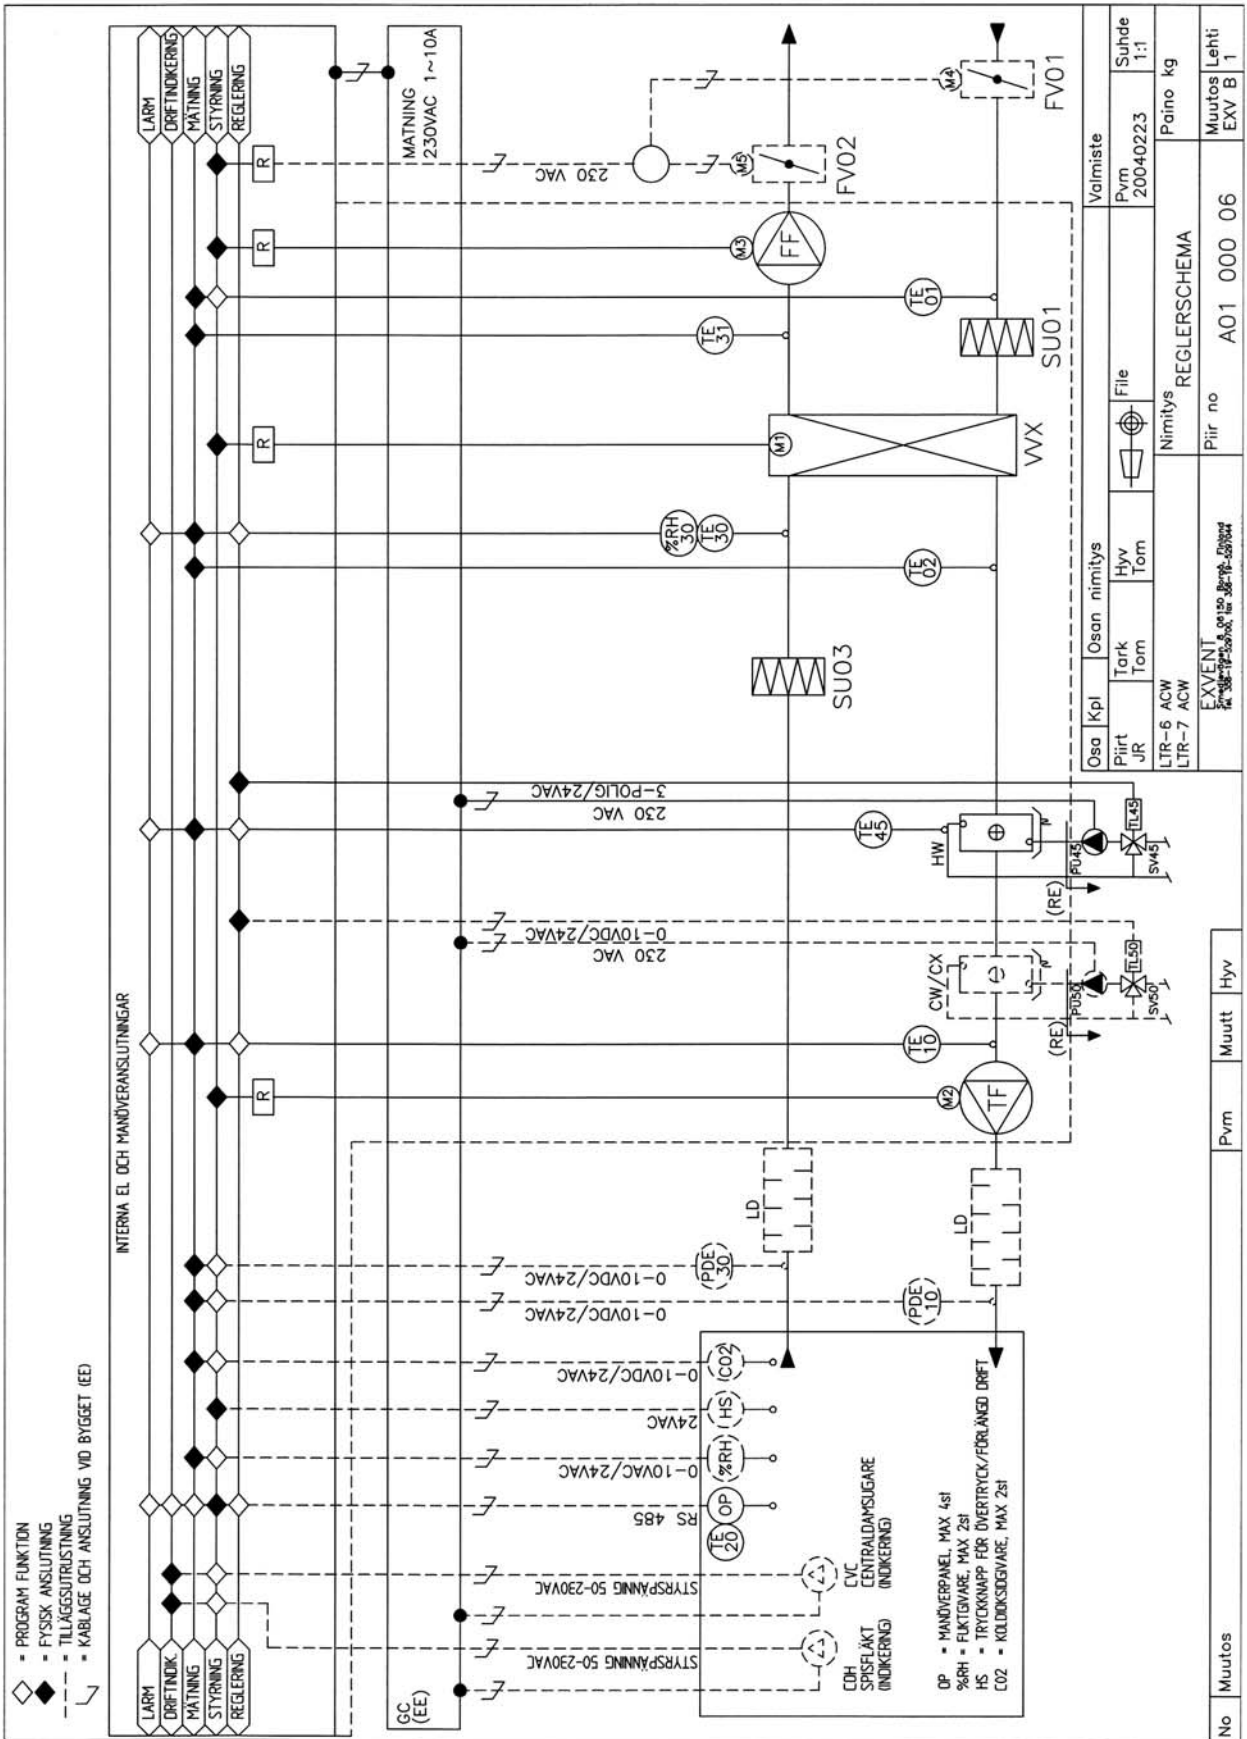 ◇ = PROGRAM FUNKTION
◆ = FYSISK ANSLUTNING
--- = TILLÄGGSUTRUSTNING
= KABLAGE OCH ANSLUTNING VID BYGGET (EE)
INTERNA EL OCH MANÖVERANSLUTNINGAR
LARM
DRIFTINDIK.
MÄTNING
STYRNING
REGLERING
LARM
DRIFTINDIKERING
MÄTNING
STYRNING
REGLERING
R
R
R
R
GC
(EE)
MATNING
230VAC 1~10A
STYRSPÄNNING 50-230VAC
STYRSPÄNNIG 50-230VAC
RS 485
0-10VAC/24VAC
24VAC
0-10VDC/24VAC
0-10VDC/24VAC
0-10VDC/24VAC
230 VAC
0-10VDC/24VAC
230 VAC
3-POLIG/24VAC
230 VAC
TE
20
OP
%RH
HS
CO2
PDE
10
PDE
30
CDH
SPISFLÄKT
(INDIKERING)
CVC
CENTRALDAMSUGARE
(INDIKERING)
OP = MANÖVERPANEL, MAX 4st
%RH = FUKTGIVARE, MAX 2st
HS = TRYCKKNAPP FÖR ÖVERTRYCK/FÖRLÄNGD DRIFT
CO2 = KOLDIOKSIDGIVARE, MAX 2st
LD
LD
M2
TF
TE
10
CW/CX
(RE)
PU50
TL50
SV50
TE
45
HW
(RE)
PU45
TL45
SV45
SU03
TE
02
%RH
30
TE
30
M1
VVX
TE
31
TE
01
SU01
M3
FF
M5
FV02
M4
FV01
Osa
Kpl
Osan nimitys
Valmiste
Piirt
JR
Tark
Tom
Hyv
Tom
File
Pvm
20040223
Suhde
1:1
LTR-6 ACW
LTR-7 ACW
Nimitys
REGLERSCHEMA
Paino kg
EXVENT
Piir no
A01 000 06
Muutos
EXV B
Lehti
1
No
Muutos
Pvm
Muutt
Hyv